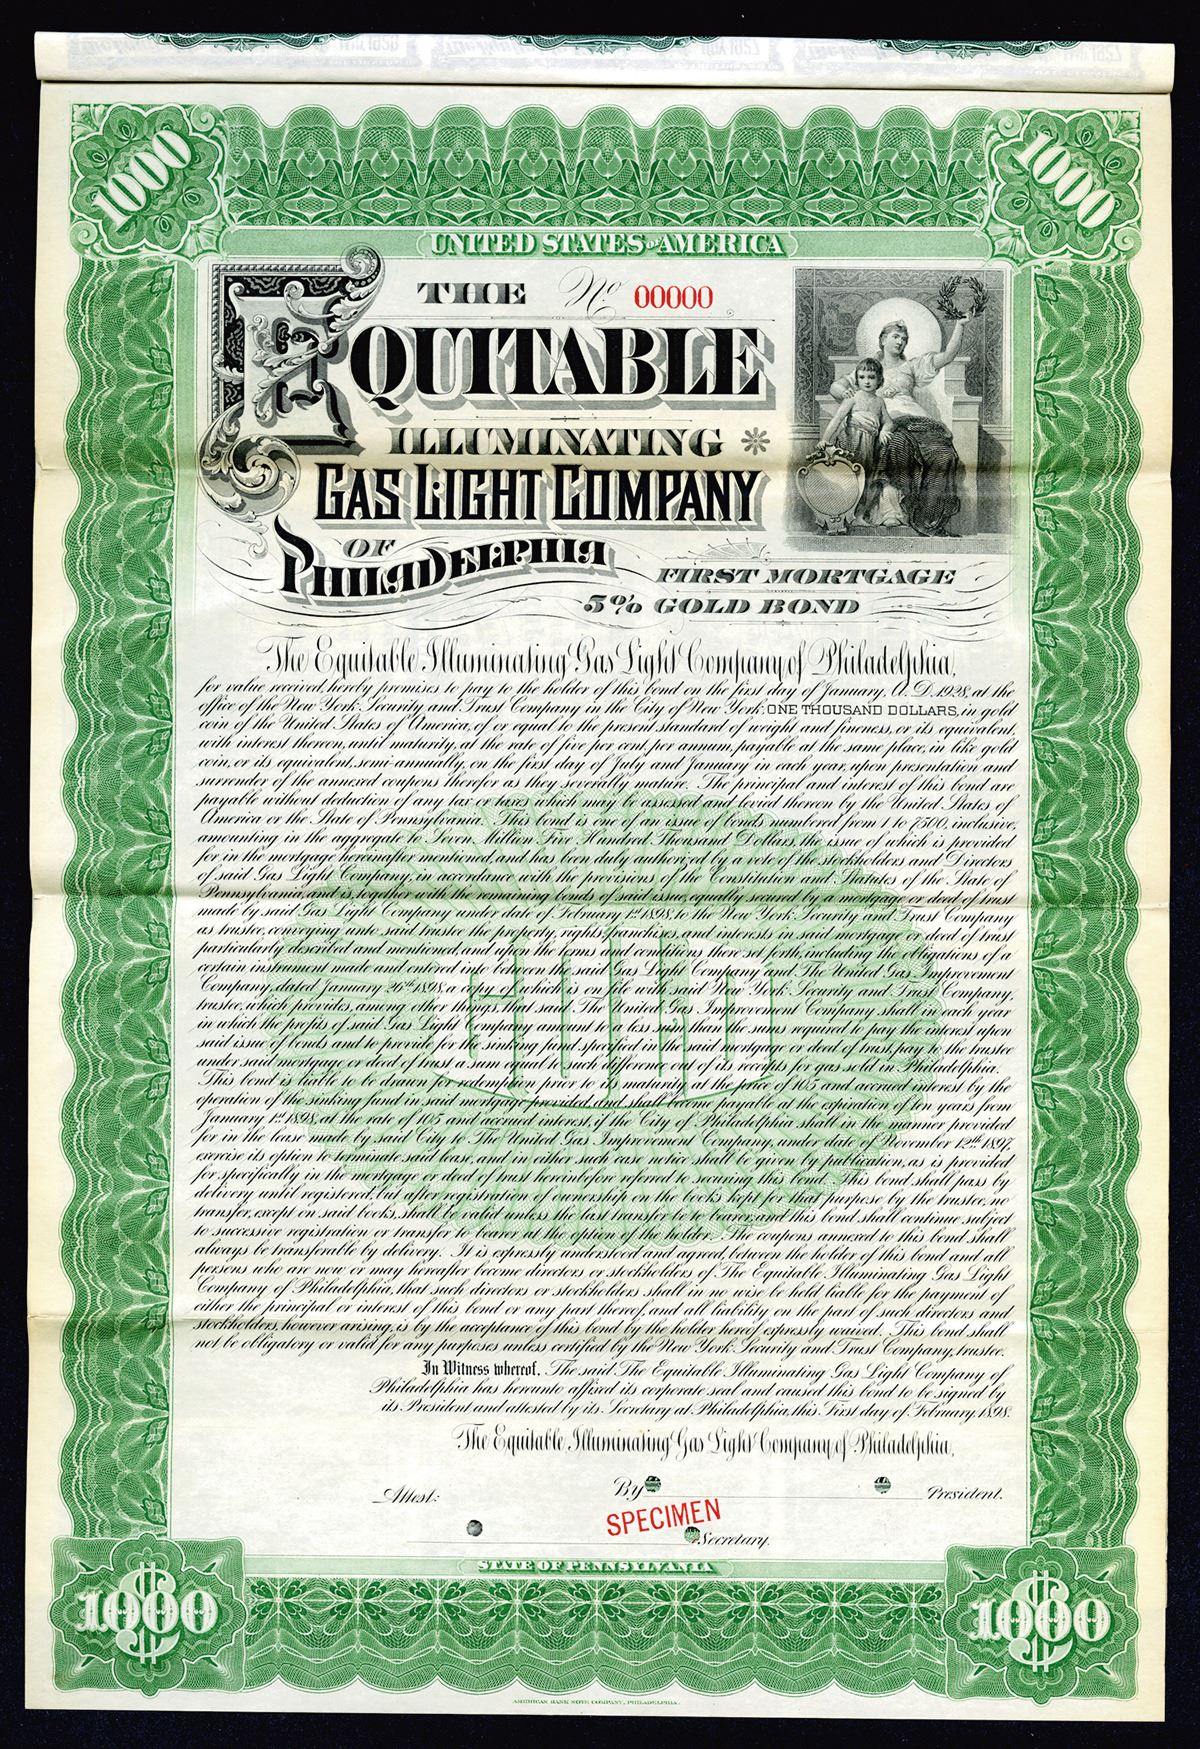 1000
1000
UNITED STATES OF AMERICA
THE No 00000
EQUITABLE
ILLUMINATING
GAS LIGHT COMPANY
OF
PHILADELPHIA
FIRST MORTGAGE
5% GOLD BOND
The Equitable Illuminating Gas Light Company of Philadelphia,
for value received, hereby promises to pay to the holder of this bond on the first day of January, A. D. 1928, at the
office of the New York Security and Trust Company in the City of New York, ONE THOUSAND DOLLARS, in gold
coin of the United States of America, of or equal to the present standard of weight and fineness, or its equivalent,
with interest thereon, until maturity, at the rate of five per cent. per annum, payable at the same place, in like gold
coin, or its equivalent, semi-annually, on the first day of July and January in each year, upon presentation and
surrender of the annexed coupons therefor as they severally mature. The principal and interest of this bond are
payable without deduction of any tax or taxes which may be assessed and levied thereon by the United States of
America or the State of Pennsylvania. This bond is one of an issue of bonds numbered from 1 to 7500, inclusive,
amounting in the aggregate to Seven Million Five Hundred Thousand Dollars, the issue of which is provided
for in the mortgage hereinafter mentioned, and has been duly authorized by a vote of the stockholders and Directors
of said Gas Light Company, in accordance with the provisions of the Constitution and Statutes of the State of
Pennsylvania, and is, together with the remaining bonds of said issue, equally secured by a mortgage or deed of trust
made by said Gas Light Company under date of February 1st 1898, to the New York Security and Trust Company
as trustee, conveying unto said trustee the property, rights, franchises, and interests in said mortgage or deed of trust
particularly described and mentioned, and upon the terms and conditions there set forth, including the obligations of a
certain instrument made and entered into between the said Gas Light Company and The United Gas Improvement
Company, dated January 26th 1898, a copy of which is on file with said New York Security and Trust Company,
trustee, which provides, among other things, that said The United Gas Improvement Company shall in each year
in which the profits of said Gas Light Company amount to a less sum than the sums required to pay the interest upon
said issue of bonds and to provide for the sinking fund specified in the said mortgage or deed of trust, pay to the trustee
under said mortgage or deed of trust a sum equal to such difference out of its receipts for gas sold in Philadelphia.
This bond is liable to be drawn for redemption prior to its maturity, at the price of 105 and accrued interest by the
operation of the sinking fund in said mortgage provided, and shall become payable at the expiration of ten years from
January 1st 1898, at the rate of 105 and accrued interest, if the City of Philadelphia shall in the manner provided
for in the lease made by said City to The United Gas Improvement Company, under date of November 12th 1897,
exercise its option to terminate said lease, and in either such case notice shall be given by publication, as is provided
for specifically in the mortgage or deed of trust hereinbefore referred to securing this bond. This bond shall pass by
delivery until registered, but after registration of ownership on the books kept for that purpose by the trustee, no
transfer, except on said books, shall be valid unless the last transfer be to bearer, and this bond shall continue subject
to successive registration or transfer to bearer at the option of the holder. The coupons annexed to this bond shall
always be transferable by delivery. It is expressly understood and agreed, between the holder of this bond and all
persons who are now or may hereafter become directors or stockholders of The Equitable Illuminating Gas Light
Company of Philadelphia, that such directors or stockholders shall in no wise be held liable for the payment of
either the principal or interest of this bond or any part thereof, and all liability on the part of such directors and
stockholders, however arising, is by the acceptance of this bond by the holder hereof expressly waived. This bond shall
not be obligatory or valid for any purposes unless certified by the New York Security and Trust Company, trustee.
In Witness whereof, The said The Equitable Illuminating Gas Light Company of
Philadelphia has hereunto affixed its corporate seal and caused this bond to be signed by
its President and attested by its Secretary at Philadelphia, this First day of February, 1898.
The Equitable Illuminating Gas Light Company of Philadelphia,
By President.
Attest:
SPECIMEN
Secretary.
STATE OF PENNSYLVANIA
$1000
$1000
AMERICAN BANK NOTE COMPANY, PHILADELPHIA.